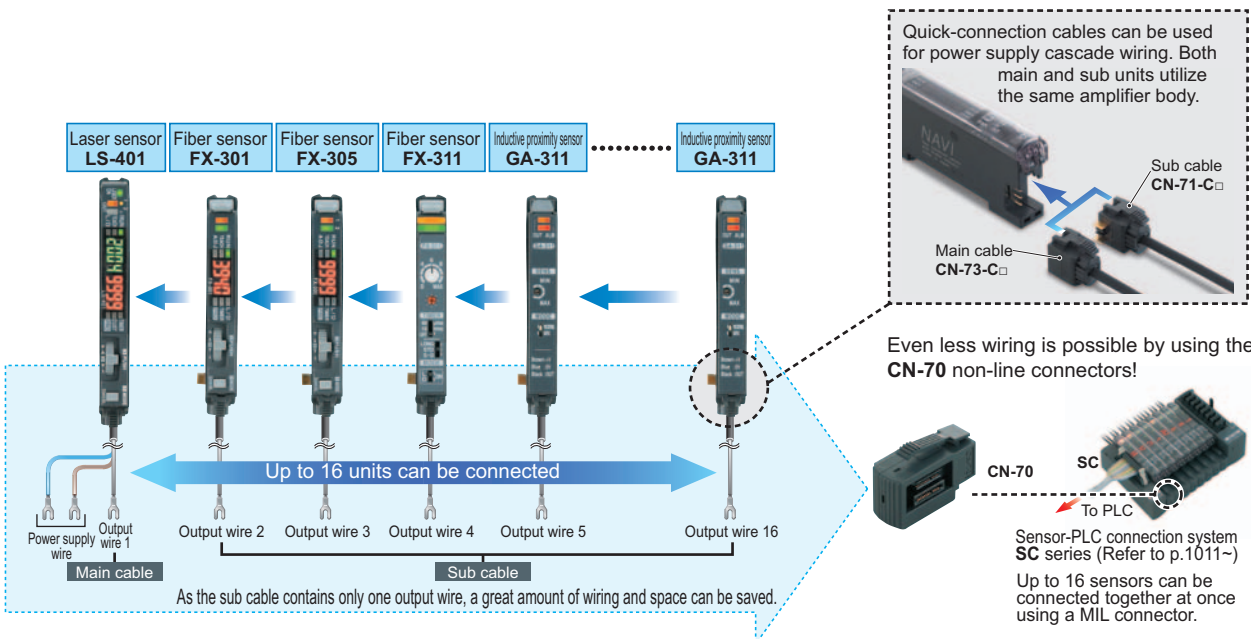 Quick-connection cables can be used
for power supply cascade wiring. Both
main and sub units utilize
the same amplifier body.
NAVI
Sub cable
CN-71-C□
Main cable
CN-73-C□
Laser sensor
LS-401
Fiber sensor
FX-301
Fiber sensor
FX-305
Fiber sensor
FX-311
Inductive proximity sensor
GA-311
Inductive proximity sensor
GA-311
Even less wiring is possible by using the
CN-70 non-line connectors!
Up to 16 units can be connected
Power supply
wire
Output
wire 1
Output wire 2
Output wire 3
Output wire 4
Output wire 5
Output wire 16
Main cable
Sub cable
As the sub cable contains only one output wire, a great amount of wiring and space can be saved.
CN-70
SC
To PLC
Sensor-PLC connection system
SC series (Refer to p.1011~)
Up to 16 sensors can be
connected together at once
using a MIL connector.